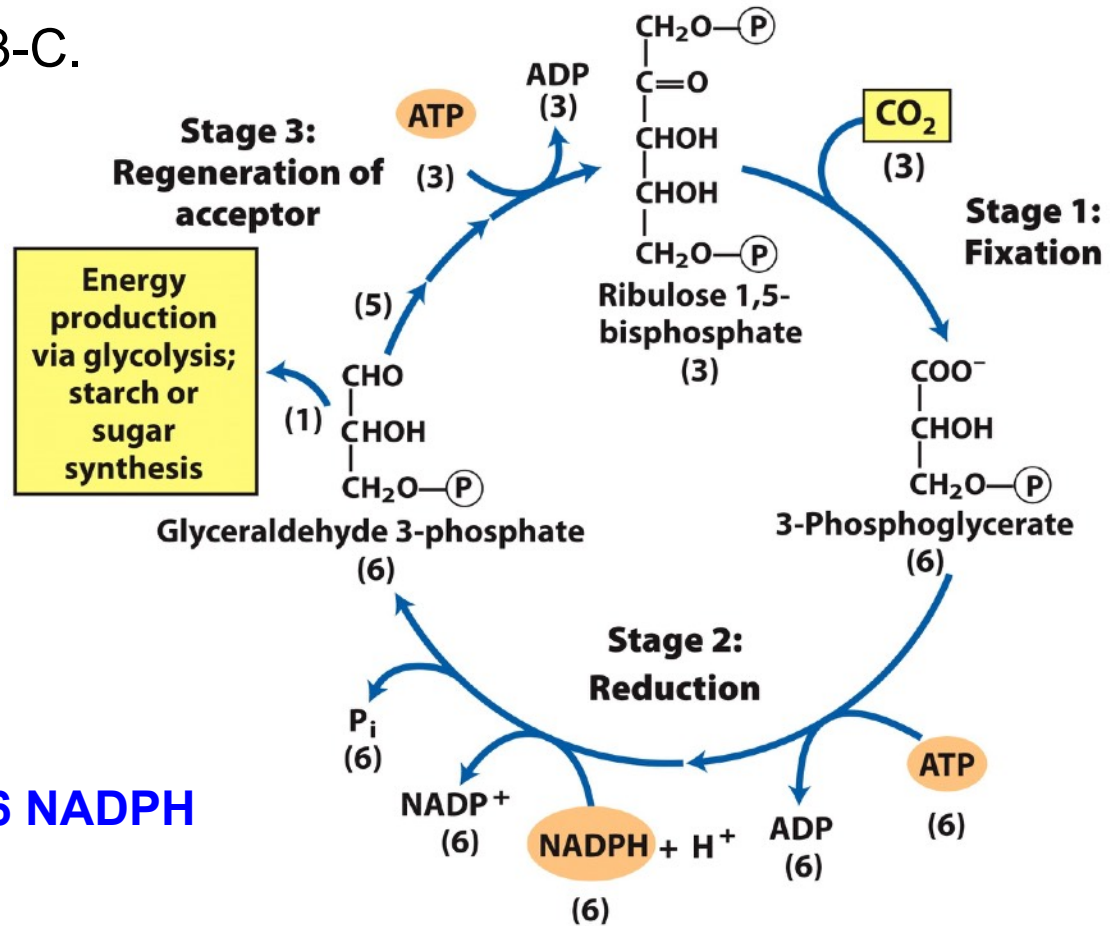 3-C.
CH₂O—P
C=O
CHOH
CHOH
CH₂O—P
Ribulose 1,5-
bisphosphate
(3)
CO₂
(3)
Stage 1:
Fixation
COO⁻
CHOH
CH₂O—P
3-Phosphoglycerate
(6)
ATP
(6)
ADP
(6)
Stage 2:
Reduction
NADPH + H⁺
(6)
NADP⁺
(6)
Pᵢ
(6)
CHO
CHOH
CH₂O—P
Glyceraldehyde 3-phosphate
(6)
(1)
Energy
production
via glycolysis;
starch or
sugar
synthesis
(5)
Stage 3:
Regeneration of
acceptor
ATP
(3)
ADP
(3)
6 NADPH